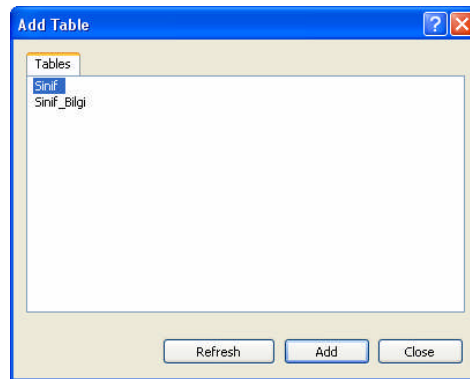 Add Table
Tables
Sinif
Sinif_Bilgi
Refresh
Add
Close